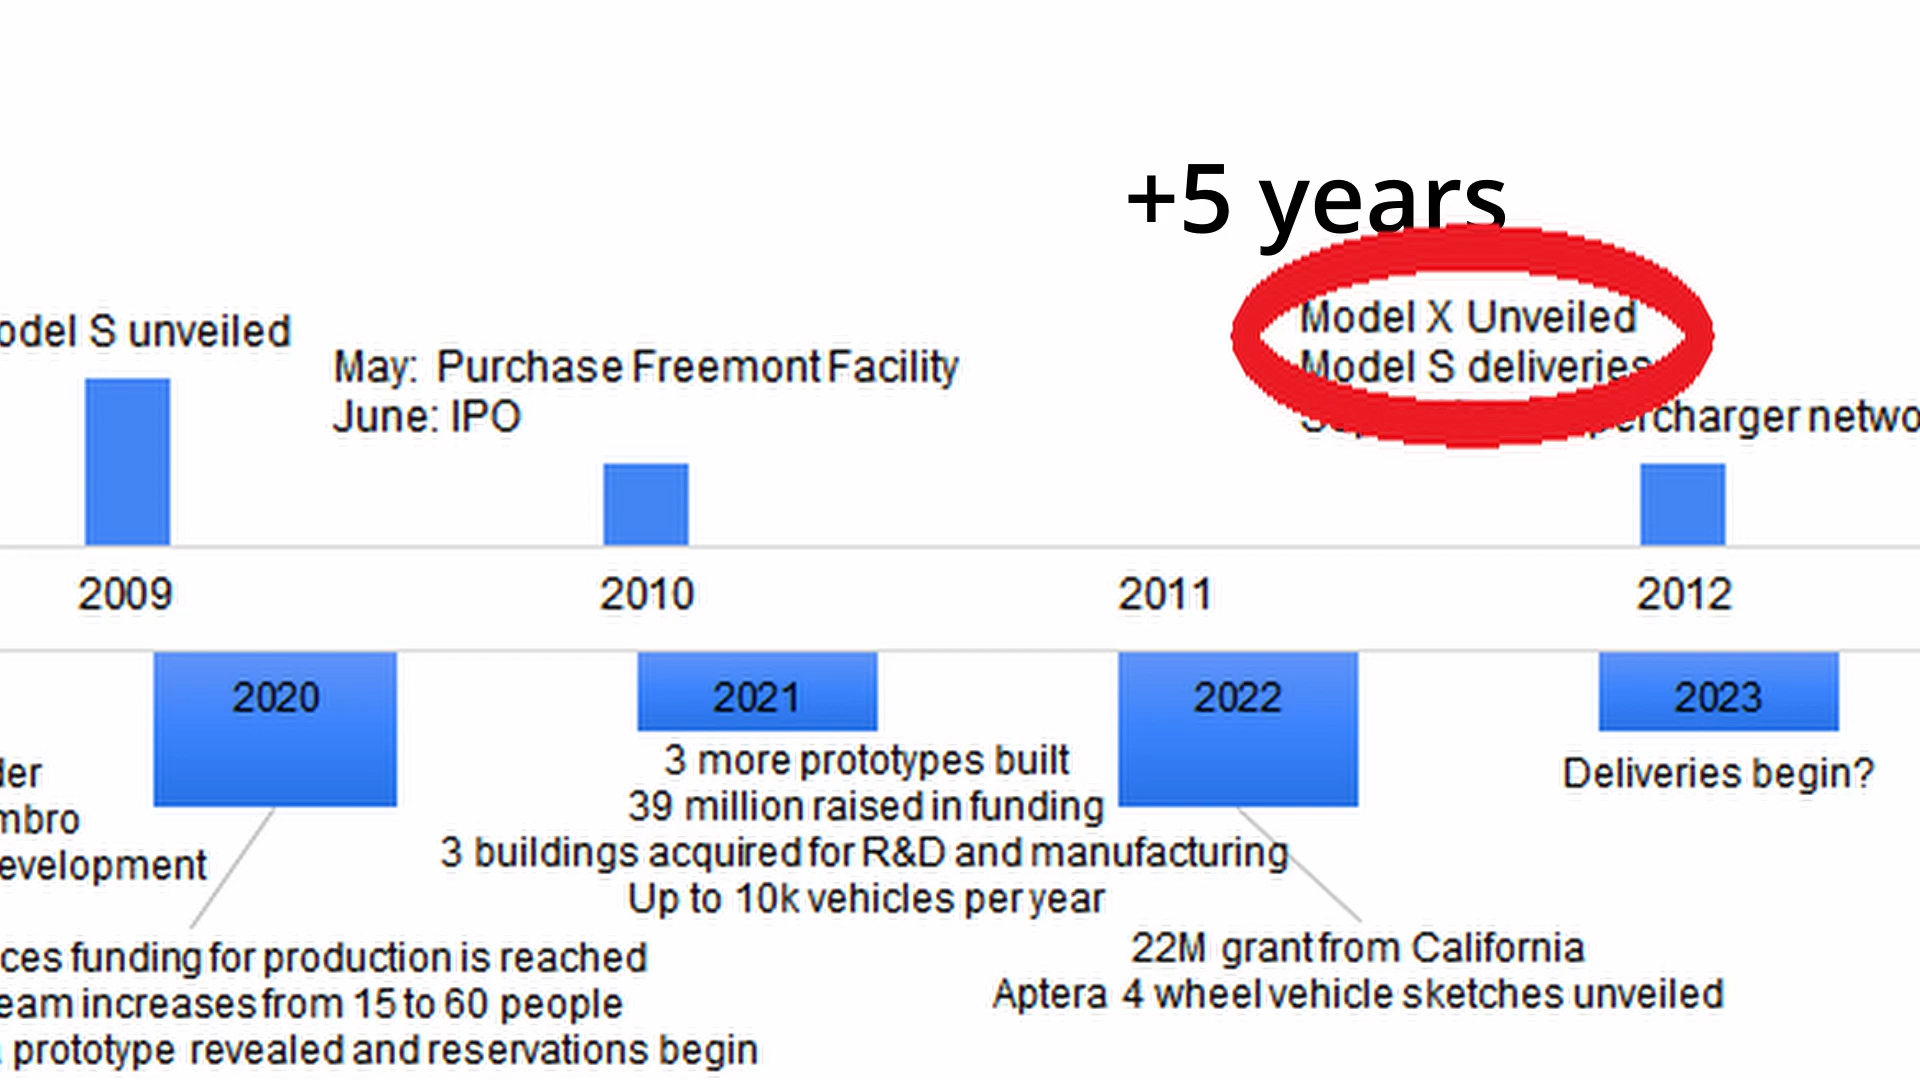 +5 years
Model X Unveiled
Model S deliveries
odel S unveiled
May: Purchase Freemont Facility
June: IPO
percharger netwo
2009
2010
2011
2012
2020
2021
2022
2023
3 more prototypes built
39 million raised in funding
3 buildings acquired for R&D and manufacturing
Up to 10k vehicles per year
Deliveries begin?
der
mbro
evelopment
22M grant from California
Aptera 4 wheel vehicle sketches unveiled
ces funding for production is reached
eam increases from 15 to 60 people
prototype revealed and reservations begin